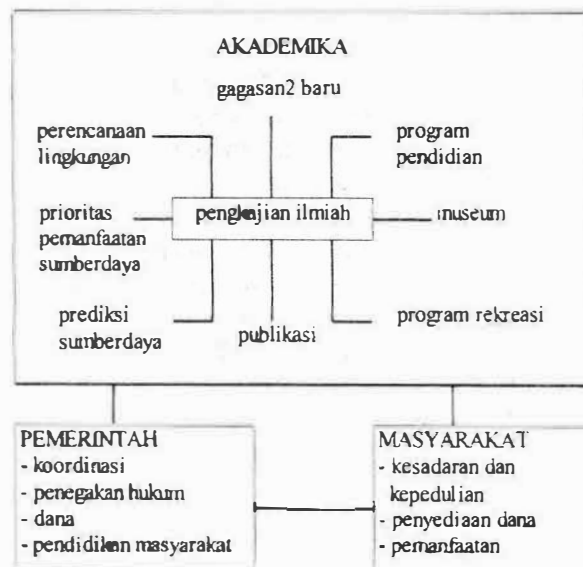 AKADEMIKA
gagasan2 baru
perencanaan
lingkungan
program
pendidian
prioritas
pemanfaatan
sumberdaya
pengkajian ilmiah
museum
prediksi
sumberdaya
publikasi
program rekreasi
PEMERINTAH
- koordinasi
- penegakan hukum
- dana
- pendidikan masyarakat
MASYARAKAT
- kesadaran dan
kepedulian
- penyediaan dana
- pemanfaatan